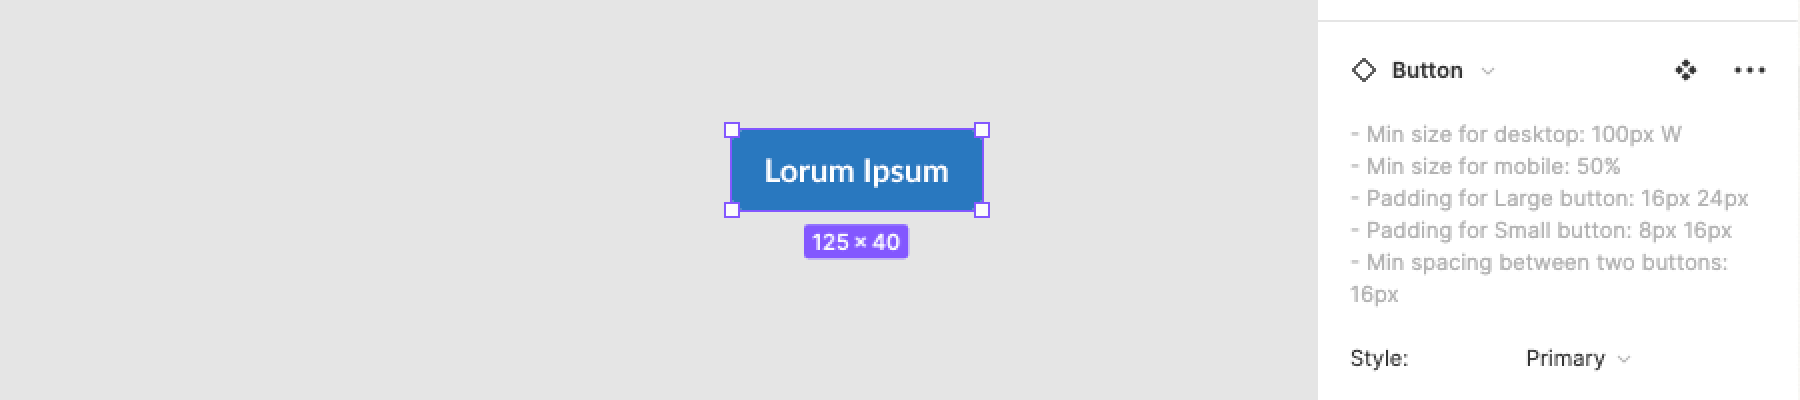 Lorum Ipsum
125 × 40
Button
- Min size for desktop: 100px W
- Min size for mobile: 50%
- Padding for Large button: 16px 24px
- Padding for Small button: 8px 16px
- Min spacing between two buttons:
16px
Style: Primary